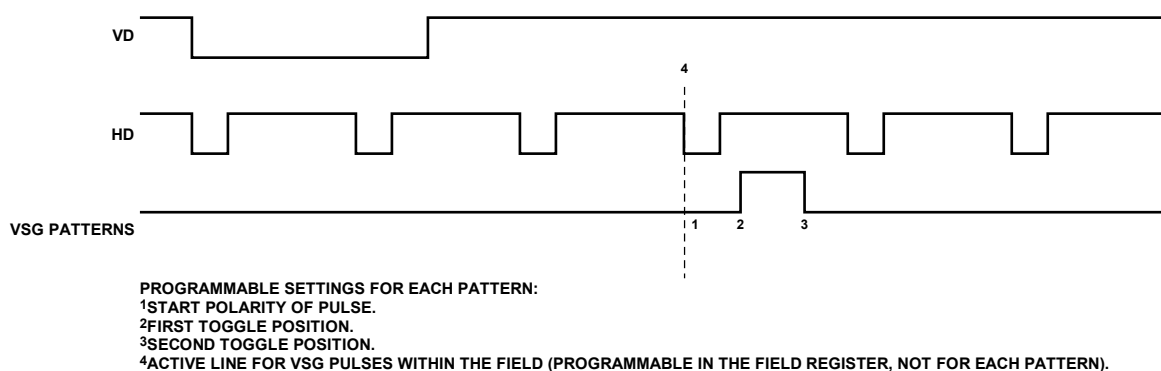 VD
4
HD
VSG PATTERNS
1 2 3
PROGRAMMABLE SETTINGS FOR EACH PATTERN:
1START POLARITY OF PULSE.
2FIRST TOGGLE POSITION.
3SECOND TOGGLE POSITION.
4ACTIVE LINE FOR VSG PULSES WITHIN THE FIELD (PROGRAMMABLE IN THE FIELD REGISTER, NOT FOR EACH PATTERN).